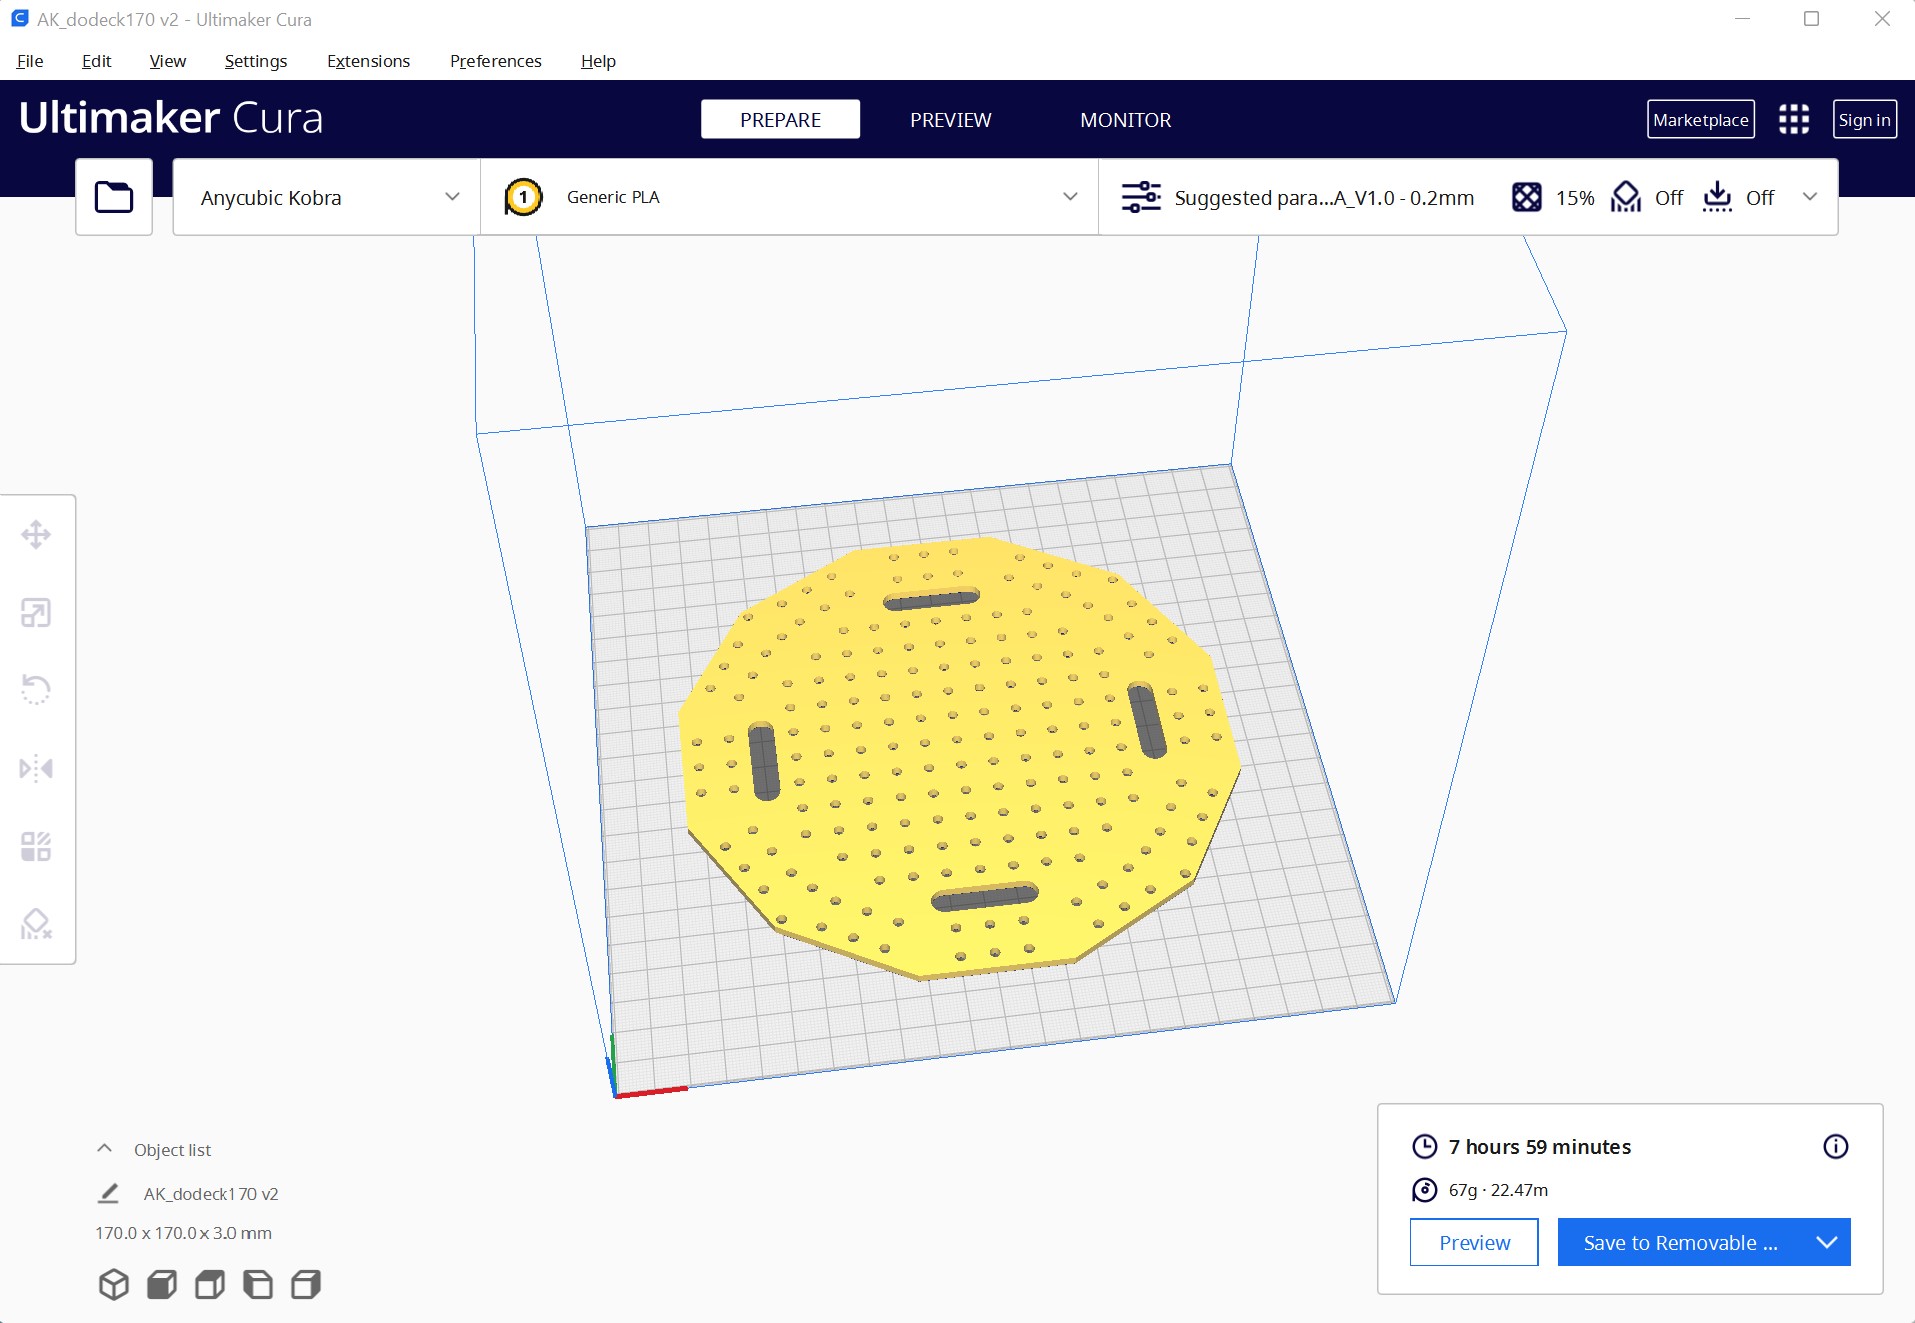 AK_dodeck170 v2 - Ultimaker Cura
File Edit View Settings Extensions Preferences Help
Ultimaker Cura PREPARE PREVIEW MONITOR Marketplace Sign in
Anycubic Kobra 1 Generic PLA Suggested para...A_V1.0 - 0.2mm 15% Off Off
Object list
AK_dodeck170 v2
170.0 x 170.0 x 3.0 mm
7 hours 59 minutes
67g · 22.47m
Preview Save to Removable ...